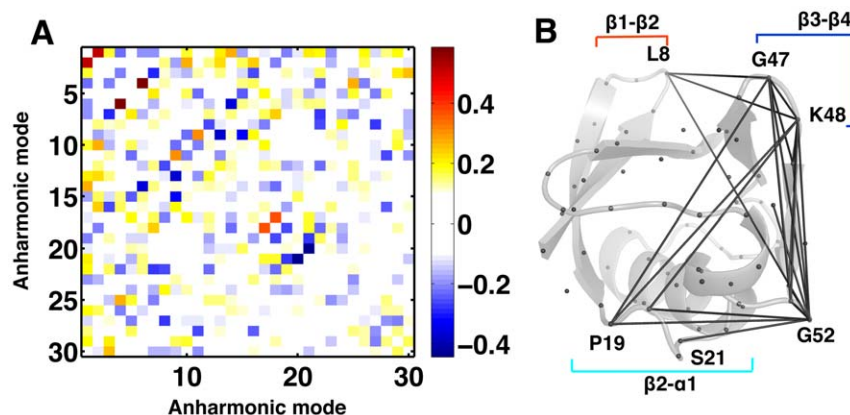 A
Anharmonic mode
5
10
15
20
25
30
10
20
30
Anharmonic mode
0.4
0.2
0
−0.2
−0.4
B
β1-β2
β3-β4
L8
G47
K48
P19
S21
G52
β2-α1